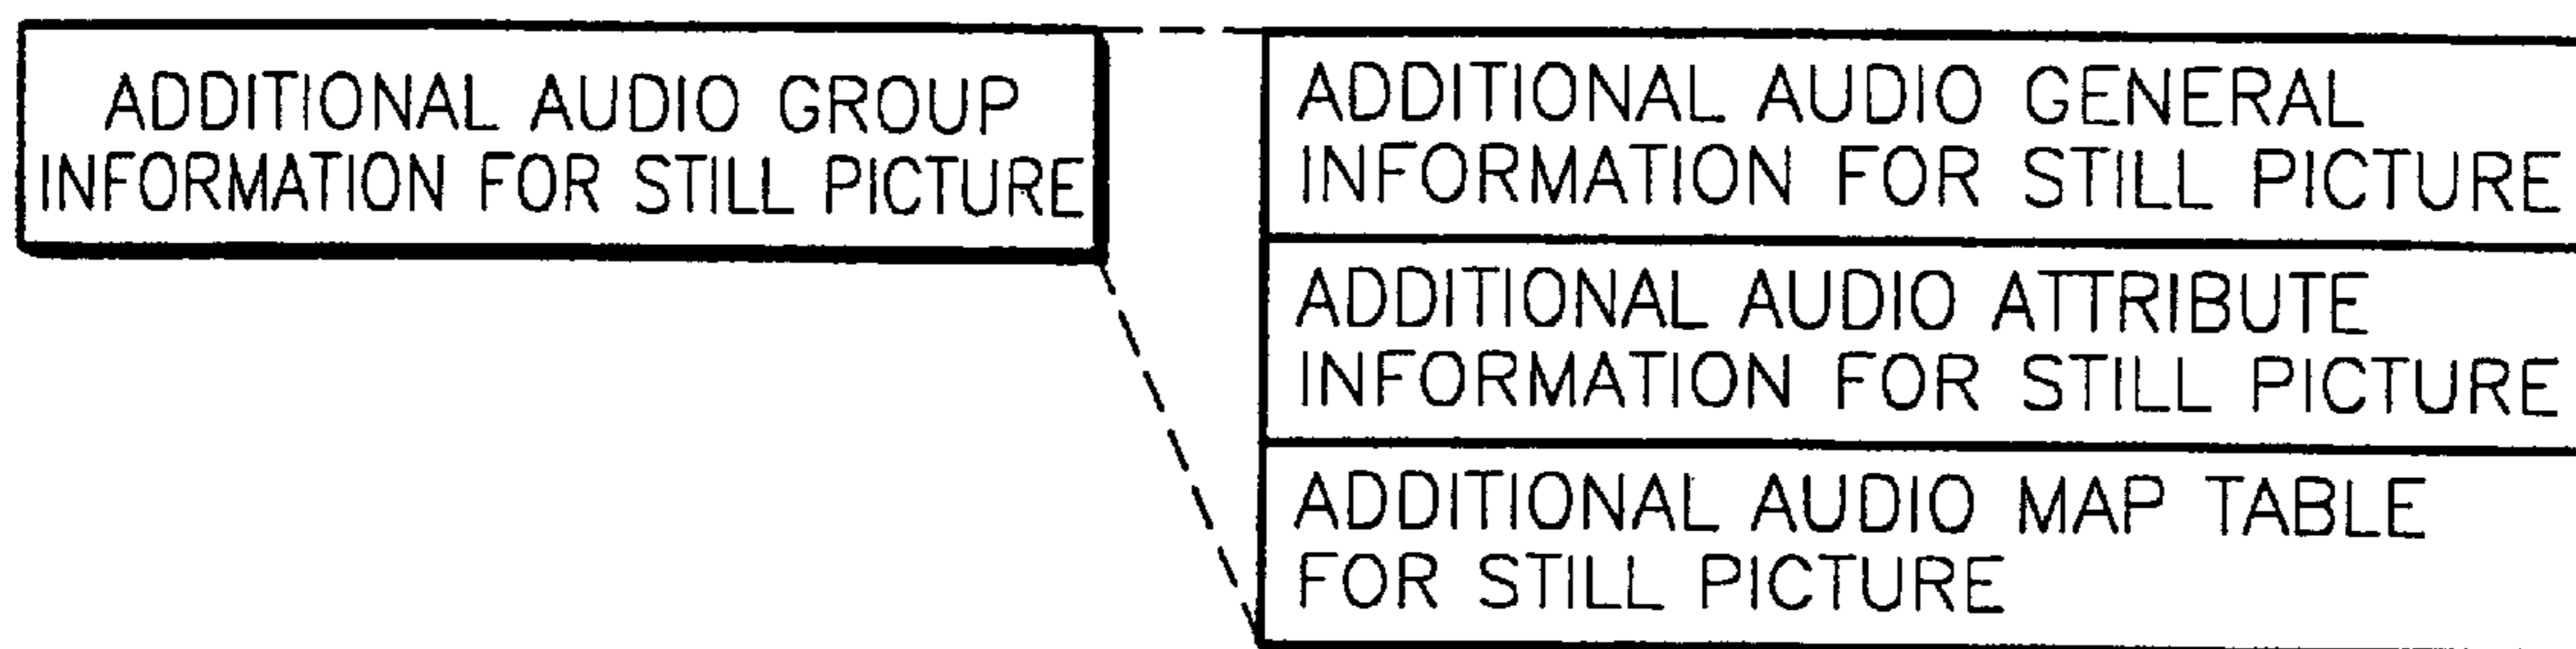 ADDITIONAL AUDIO GROUP
INFORMATION FOR STILL PICTURE
ADDITIONAL AUDIO GENERAL
INFORMATION FOR STILL PICTURE
ADDITIONAL AUDIO ATTRIBUTE
INFORMATION FOR STILL PICTURE
ADDITIONAL AUDIO MAP TABLE
FOR STILL PICTURE